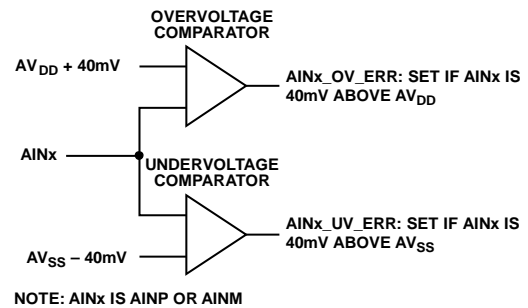 OVERVOLTAGE
COMPARATOR
AVDD + 40mV
AINx_OV_ERR: SET IF AINx IS
40mV ABOVE AVDD
AINx
UNDERVOLTAGE
COMPARATOR
AINx_UV_ERR: SET IF AINx IS
40mV ABOVE AVSS
AVSS – 40mV
NOTE: AINx IS AINP OR AINM